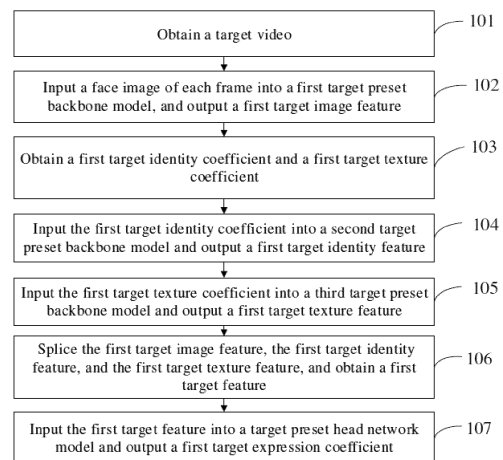 Obtain a target video
101
Input a face image of each frame into a first target preset
backbone model, and output a first target image feature
102
Obtain a first target identity coefficient and a first target texture
coefficient
103
Input the first target identity coefficient into a second target
preset backbone model and output a first target identity feature
104
Input the first target texture coefficient into a third target preset
backbone model and output a first target texture feature
105
Splice the first target image feature, the first target identity
feature, and the first target texture feature, and obtain a first
target feature
106
Input the first target feature into a target preset head network
model and output a first target expression coefficient
107